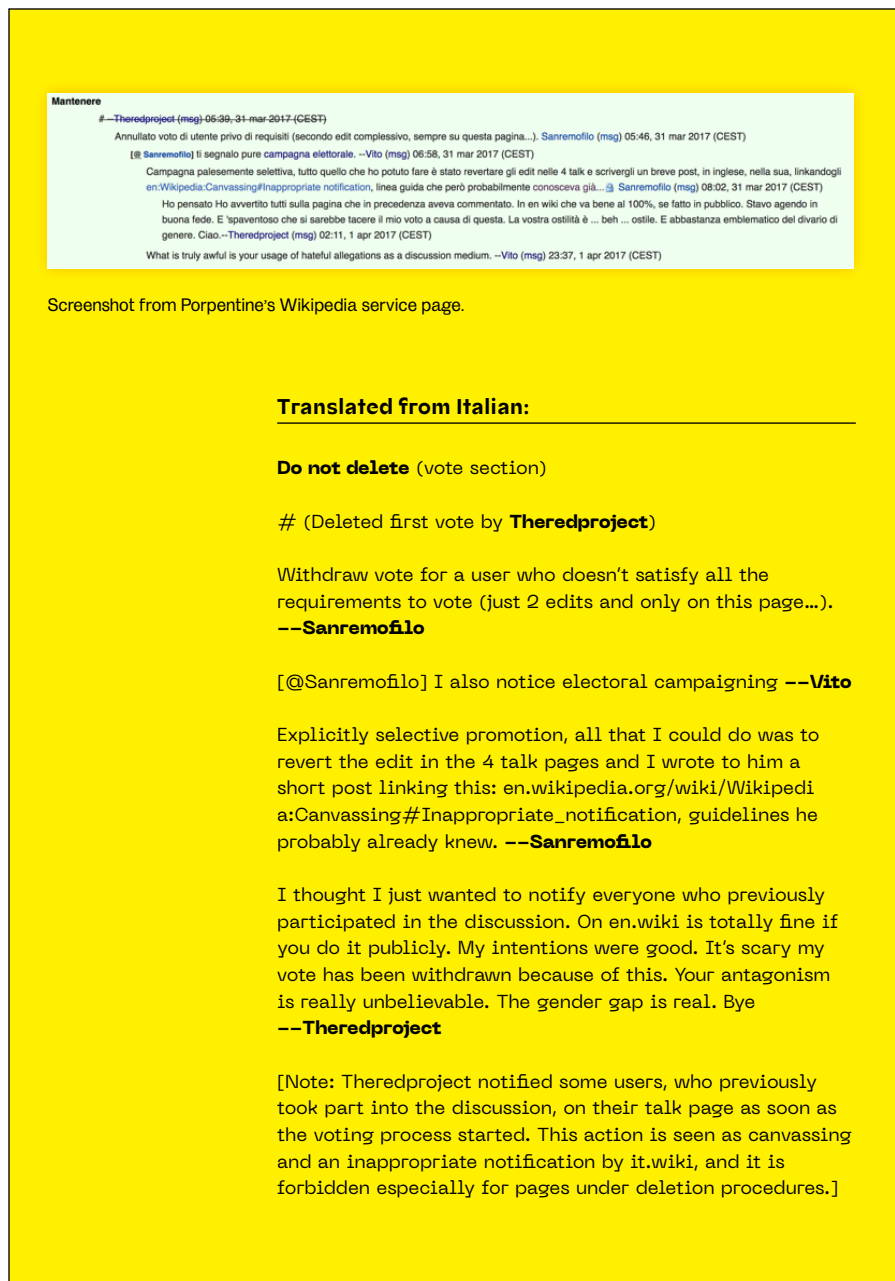 Mantenere
# --Theredproject (msg) 05:39, 31 mar 2017 (CEST)
Annullato voto di utente privo di requisiti (secondo edit complessivo, sempre su questa pagina...). Sanremofilo (msg) 05:46, 31 mar 2017 (CEST)
[@ Sanremofilo] ti segnalo pure campagna elettorale. --Vito (msg) 06:58, 31 mar 2017 (CEST)
Campagna palesemente selettiva, tutto quello che ho potuto fare è stato revertare gli edit nelle 4 talk e scrivergli un breve post, in inglese, nella sua, linkandogli
en:Wikipedia:Canvassing#Inappropriate notification, linea guida che però probabilmente conosceva già... Sanremofilo (msg) 08:02, 31 mar 2017 (CEST)
Ho pensato Ho avvertito tutti sulla pagina che in precedenza aveva commentato. In en wiki che va bene al 100%, se fatto in pubblico. Stavo agendo in
buona fede. E 'spaventoso che si sarebbe tacere il mio voto a causa di questa. La vostra ostilità è ... beh ... ostile. E abbastanza emblematico del divario di
genere. Ciao.--Theredproject (msg) 02:11, 1 apr 2017 (CEST)
What is truly awful is your usage of hateful allegations as a discussion medium. --Vito (msg) 23:37, 1 apr 2017 (CEST)
Screenshot from Porpentine's Wikipedia service page.
Translated from Italian:
Do not delete (vote section)
# (Deleted first vote by Theredproject)
Withdraw vote for a user who doesn't satisfy all the
requirements to vote (just 2 edits and only on this page…).
--Sanremofilo
[@Sanremofilo] I also notice electoral campaigning --Vito
Explicitly selective promotion, all that I could do was to
revert the edit in the 4 talk pages and I wrote to him a
short post linking this: en.wikipedia.org/wiki/Wikipedi
a:Canvassing#Inappropriate_notification, guidelines he
probably already knew. --Sanremofilo
I thought I just wanted to notify everyone who previously
participated in the discussion. On en.wiki is totally fine if
you do it publicly. My intentions were good. It's scary my
vote has been withdrawn because of this. Your antagonism
is really unbelievable. The gender gap is real. Bye
--Theredproject
[Note: Theredproject notified some users, who previously
took part into the discussion, on their talk page as soon as
the voting process started. This action is seen as canvassing
and an inappropriate notification by it.wiki, and it is
forbidden especially for pages under deletion procedures.]